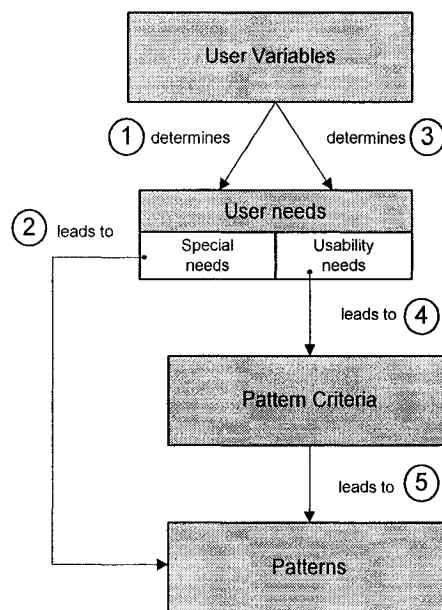 User Variables
1 determines determines 3
User needs
2 leads to
Special needs
Usability needs
leads to 4
Pattern Criteria
leads to 5
Patterns